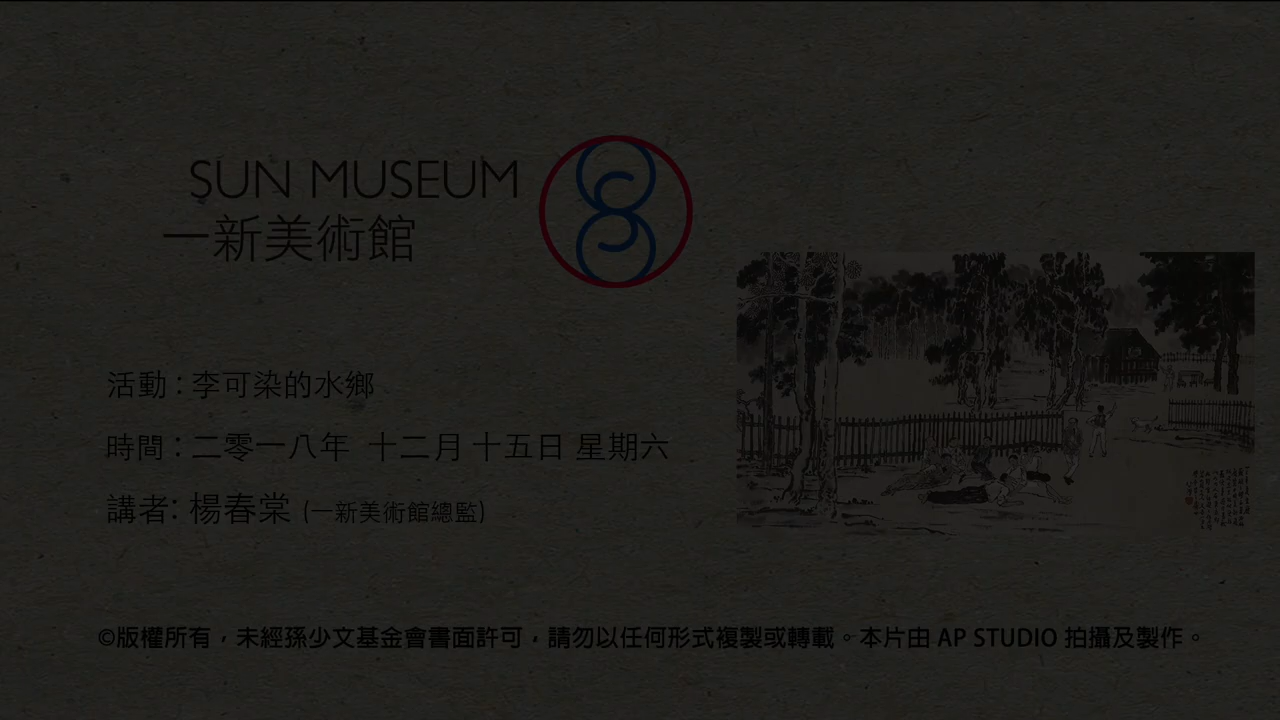 SUN MUSEUM
一新美術館
活動 : 李可染的水鄉
時間 : 二零一八年 十二月 十五日 星期六
講者: 楊春棠 (一新美術館總監)
©版權所有，未經孫少文基金會書面許可，請勿以任何形式複製或轉載。本片由 AP STUDIO 拍攝及製作。